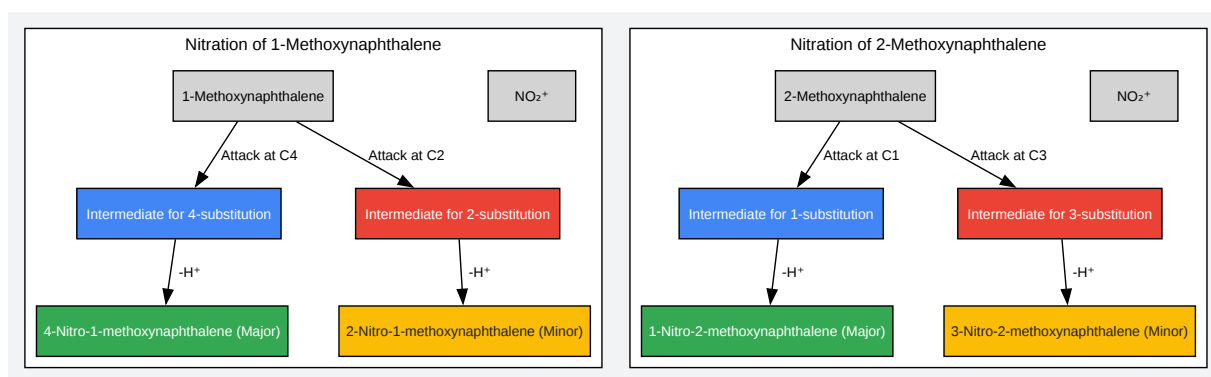 Nitration of 1-Methoxynaphthalene
1-Methoxynaphthalene
NO₂⁺
Attack at C4
Attack at C2
Intermediate for 4-substitution
Intermediate for 2-substitution
-H⁺
-H⁺
4-Nitro-1-methoxynaphthalene (Major)
2-Nitro-1-methoxynaphthalene (Minor)
Nitration of 2-Methoxynaphthalene
2-Methoxynaphthalene
NO₂⁺
Attack at C1
Attack at C3
Intermediate for 1-substitution
Intermediate for 3-substitution
-H⁺
-H⁺
1-Nitro-2-methoxynaphthalene (Major)
3-Nitro-2-methoxynaphthalene (Minor)